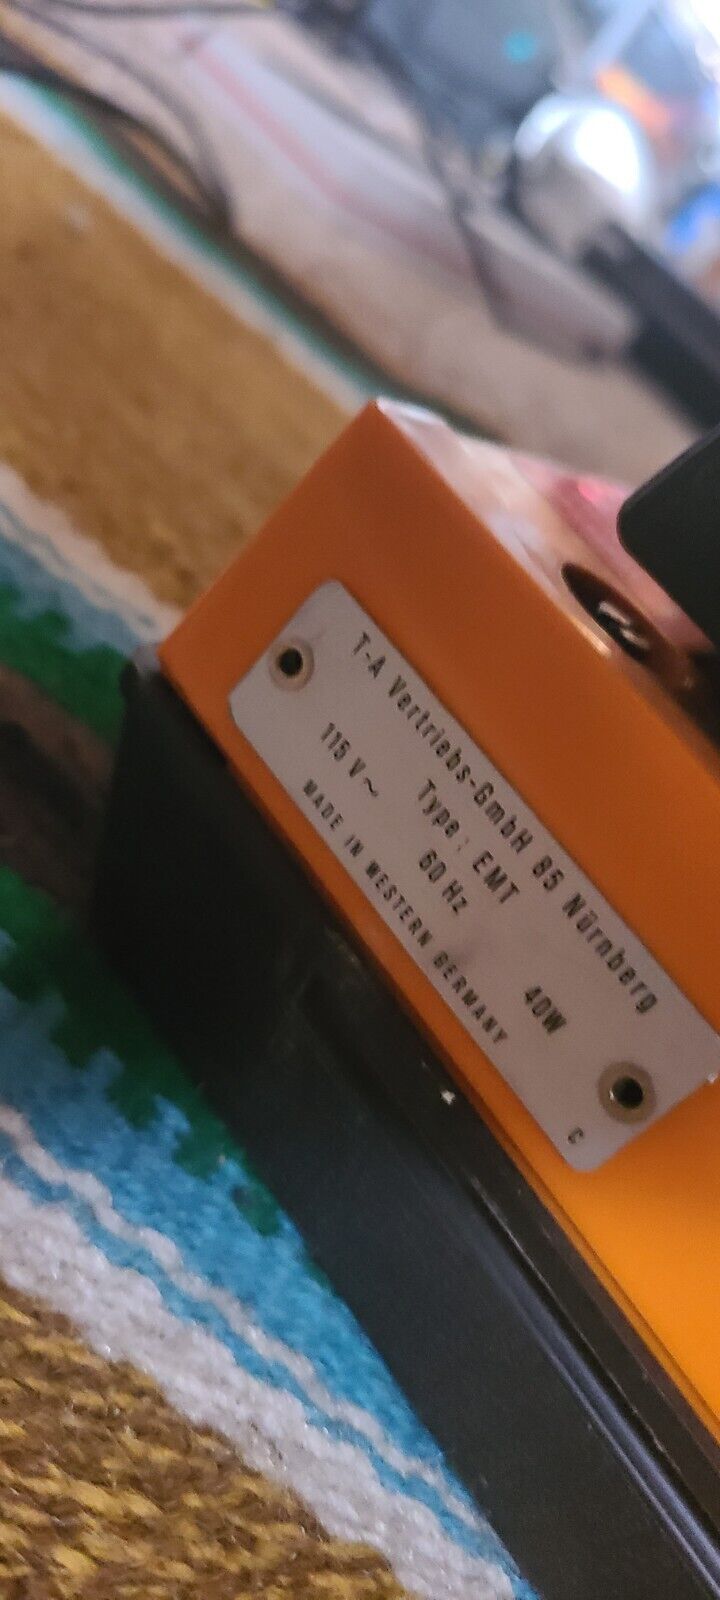 T-A Vertriebs-GmbH 85 Nürnberg
Type: EMT
115 V~ 60 Hz 40W
MADE IN WESTERN GERMANY
C